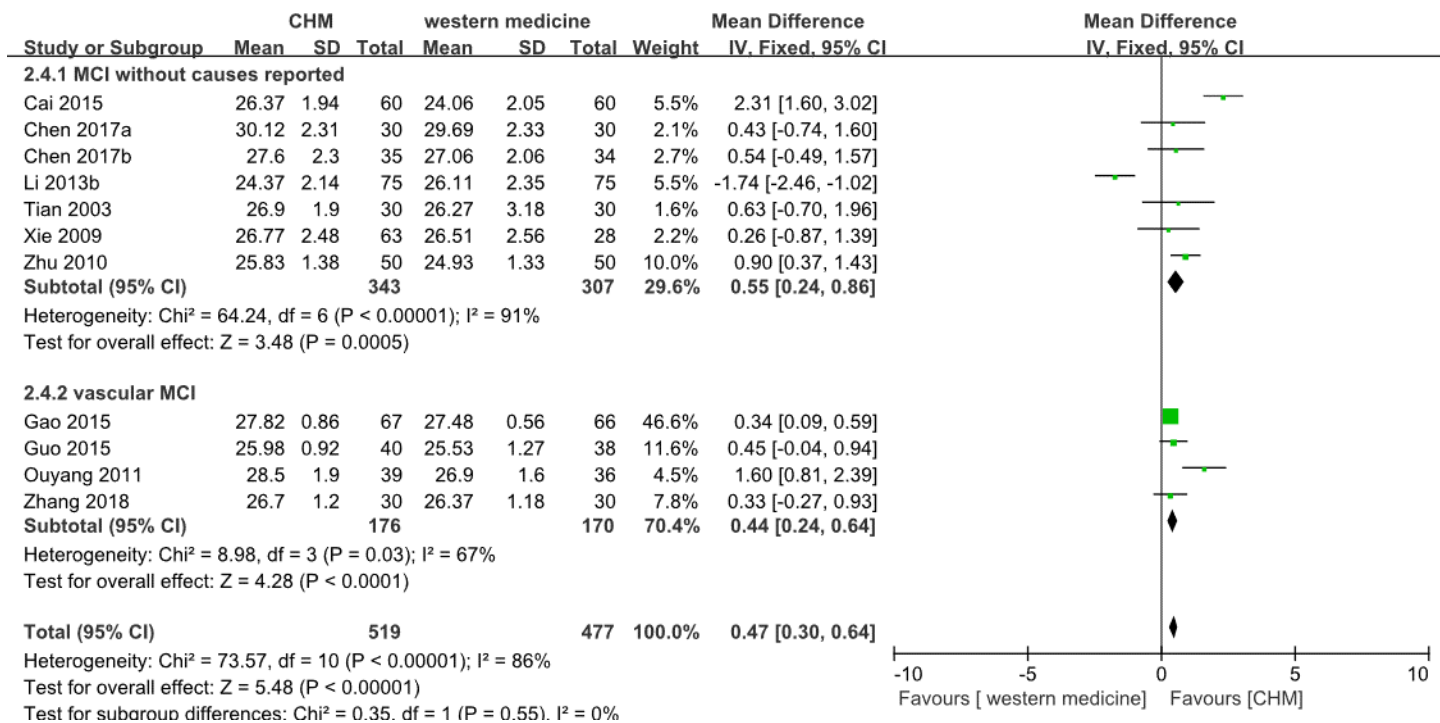 CHM western medicine Mean Difference Mean Difference
Study or Subgroup Mean SD Total Mean SD Total Weight IV, Fixed, 95% CI IV, Fixed, 95% CI
2.4.1 MCI without causes reported
Cai 2015 26.37 1.94 60 24.06 2.05 60 5.5% 2.31 [1.60, 3.02]
Chen 2017a 30.12 2.31 30 29.69 2.33 30 2.1% 0.43 [-0.74, 1.60]
Chen 2017b 27.6 2.3 35 27.06 2.06 34 2.7% 0.54 [-0.49, 1.57]
Li 2013b 24.37 2.14 75 26.11 2.35 75 5.5% -1.74 [-2.46, -1.02]
Tian 2003 26.9 1.9 30 26.27 3.18 30 1.6% 0.63 [-0.70, 1.96]
Xie 2009 26.77 2.48 63 26.51 2.56 28 2.2% 0.26 [-0.87, 1.39]
Zhu 2010 25.83 1.38 50 24.93 1.33 50 10.0% 0.90 [0.37, 1.43]
Subtotal (95% CI) 343 307 29.6% 0.55 [0.24, 0.86]
Heterogeneity: Chi² = 64.24, df = 6 (P < 0.00001); I² = 91%
Test for overall effect: Z = 3.48 (P = 0.0005)
2.4.2 vascular MCI
Gao 2015 27.82 0.86 67 27.48 0.56 66 46.6% 0.34 [0.09, 0.59]
Guo 2015 25.98 0.92 40 25.53 1.27 38 11.6% 0.45 [-0.04, 0.94]
Ouyang 2011 28.5 1.9 39 26.9 1.6 36 4.5% 1.60 [0.81, 2.39]
Zhang 2018 26.7 1.2 30 26.37 1.18 30 7.8% 0.33 [-0.27, 0.93]
Subtotal (95% CI) 176 170 70.4% 0.44 [0.24, 0.64]
Heterogeneity: Chi² = 8.98, df = 3 (P = 0.03); I² = 67%
Test for overall effect: Z = 4.28 (P < 0.0001)
Total (95% CI) 519 477 100.0% 0.47 [0.30, 0.64]
Heterogeneity: Chi² = 73.57, df = 10 (P < 0.00001); I² = 86%
Test for overall effect: Z = 5.48 (P < 0.00001)
Test for subgroup differences: Chi² = 0.35, df = 1 (P = 0.55), I² = 0%
-10 -5 0 5 10
Favours [ western medicine] Favours [CHM]